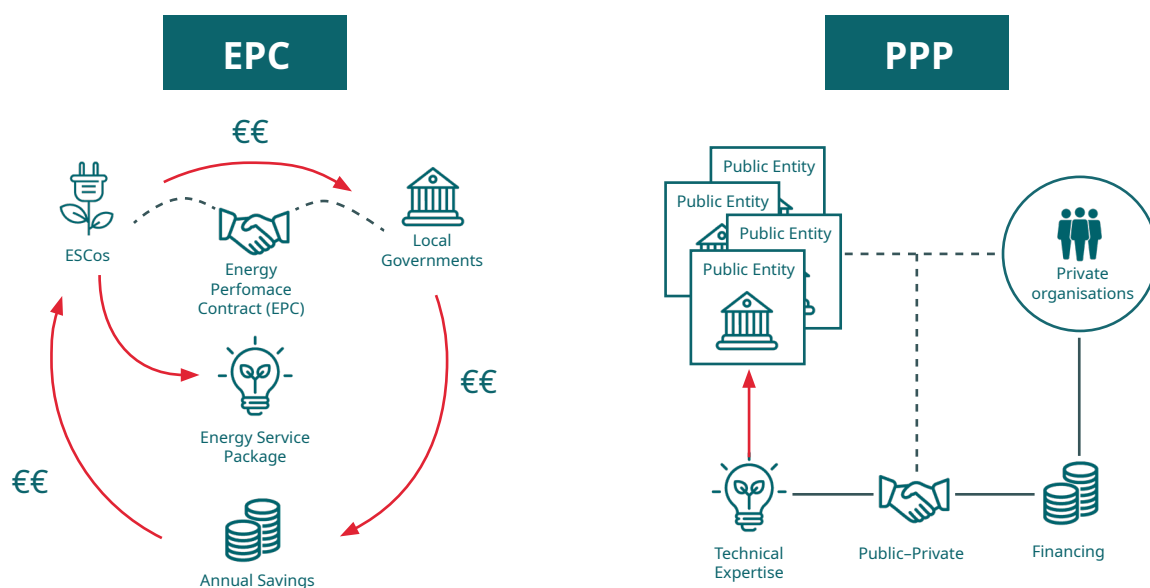 EPC
€€
ESCos
Energy
Perfomace
Contract (EPC)
Local
Governments
€€
Energy Service
Package
€€
Annual Savings
PPP
Public Entity
Public Entity
Public Entity
Public Entity
Private
organisations
Technical
Expertise
Public–Private
Financing